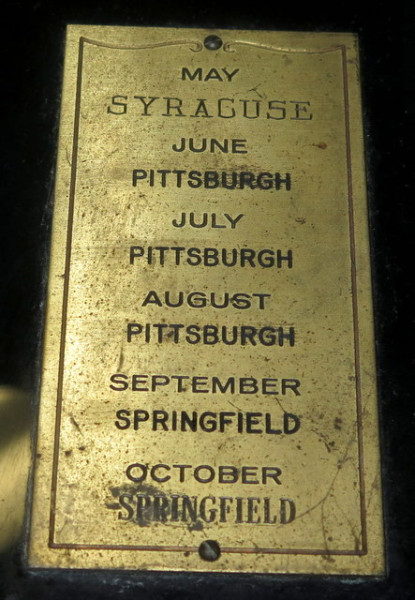 MAY
SYRACUSE
JUNE
PITTSBURGH
JULY
PITTSBURGH
AUGUST
PITTSBURGH
SEPTEMBER
SPRINGFIELD
OCTOBER
SPRINGFIELD